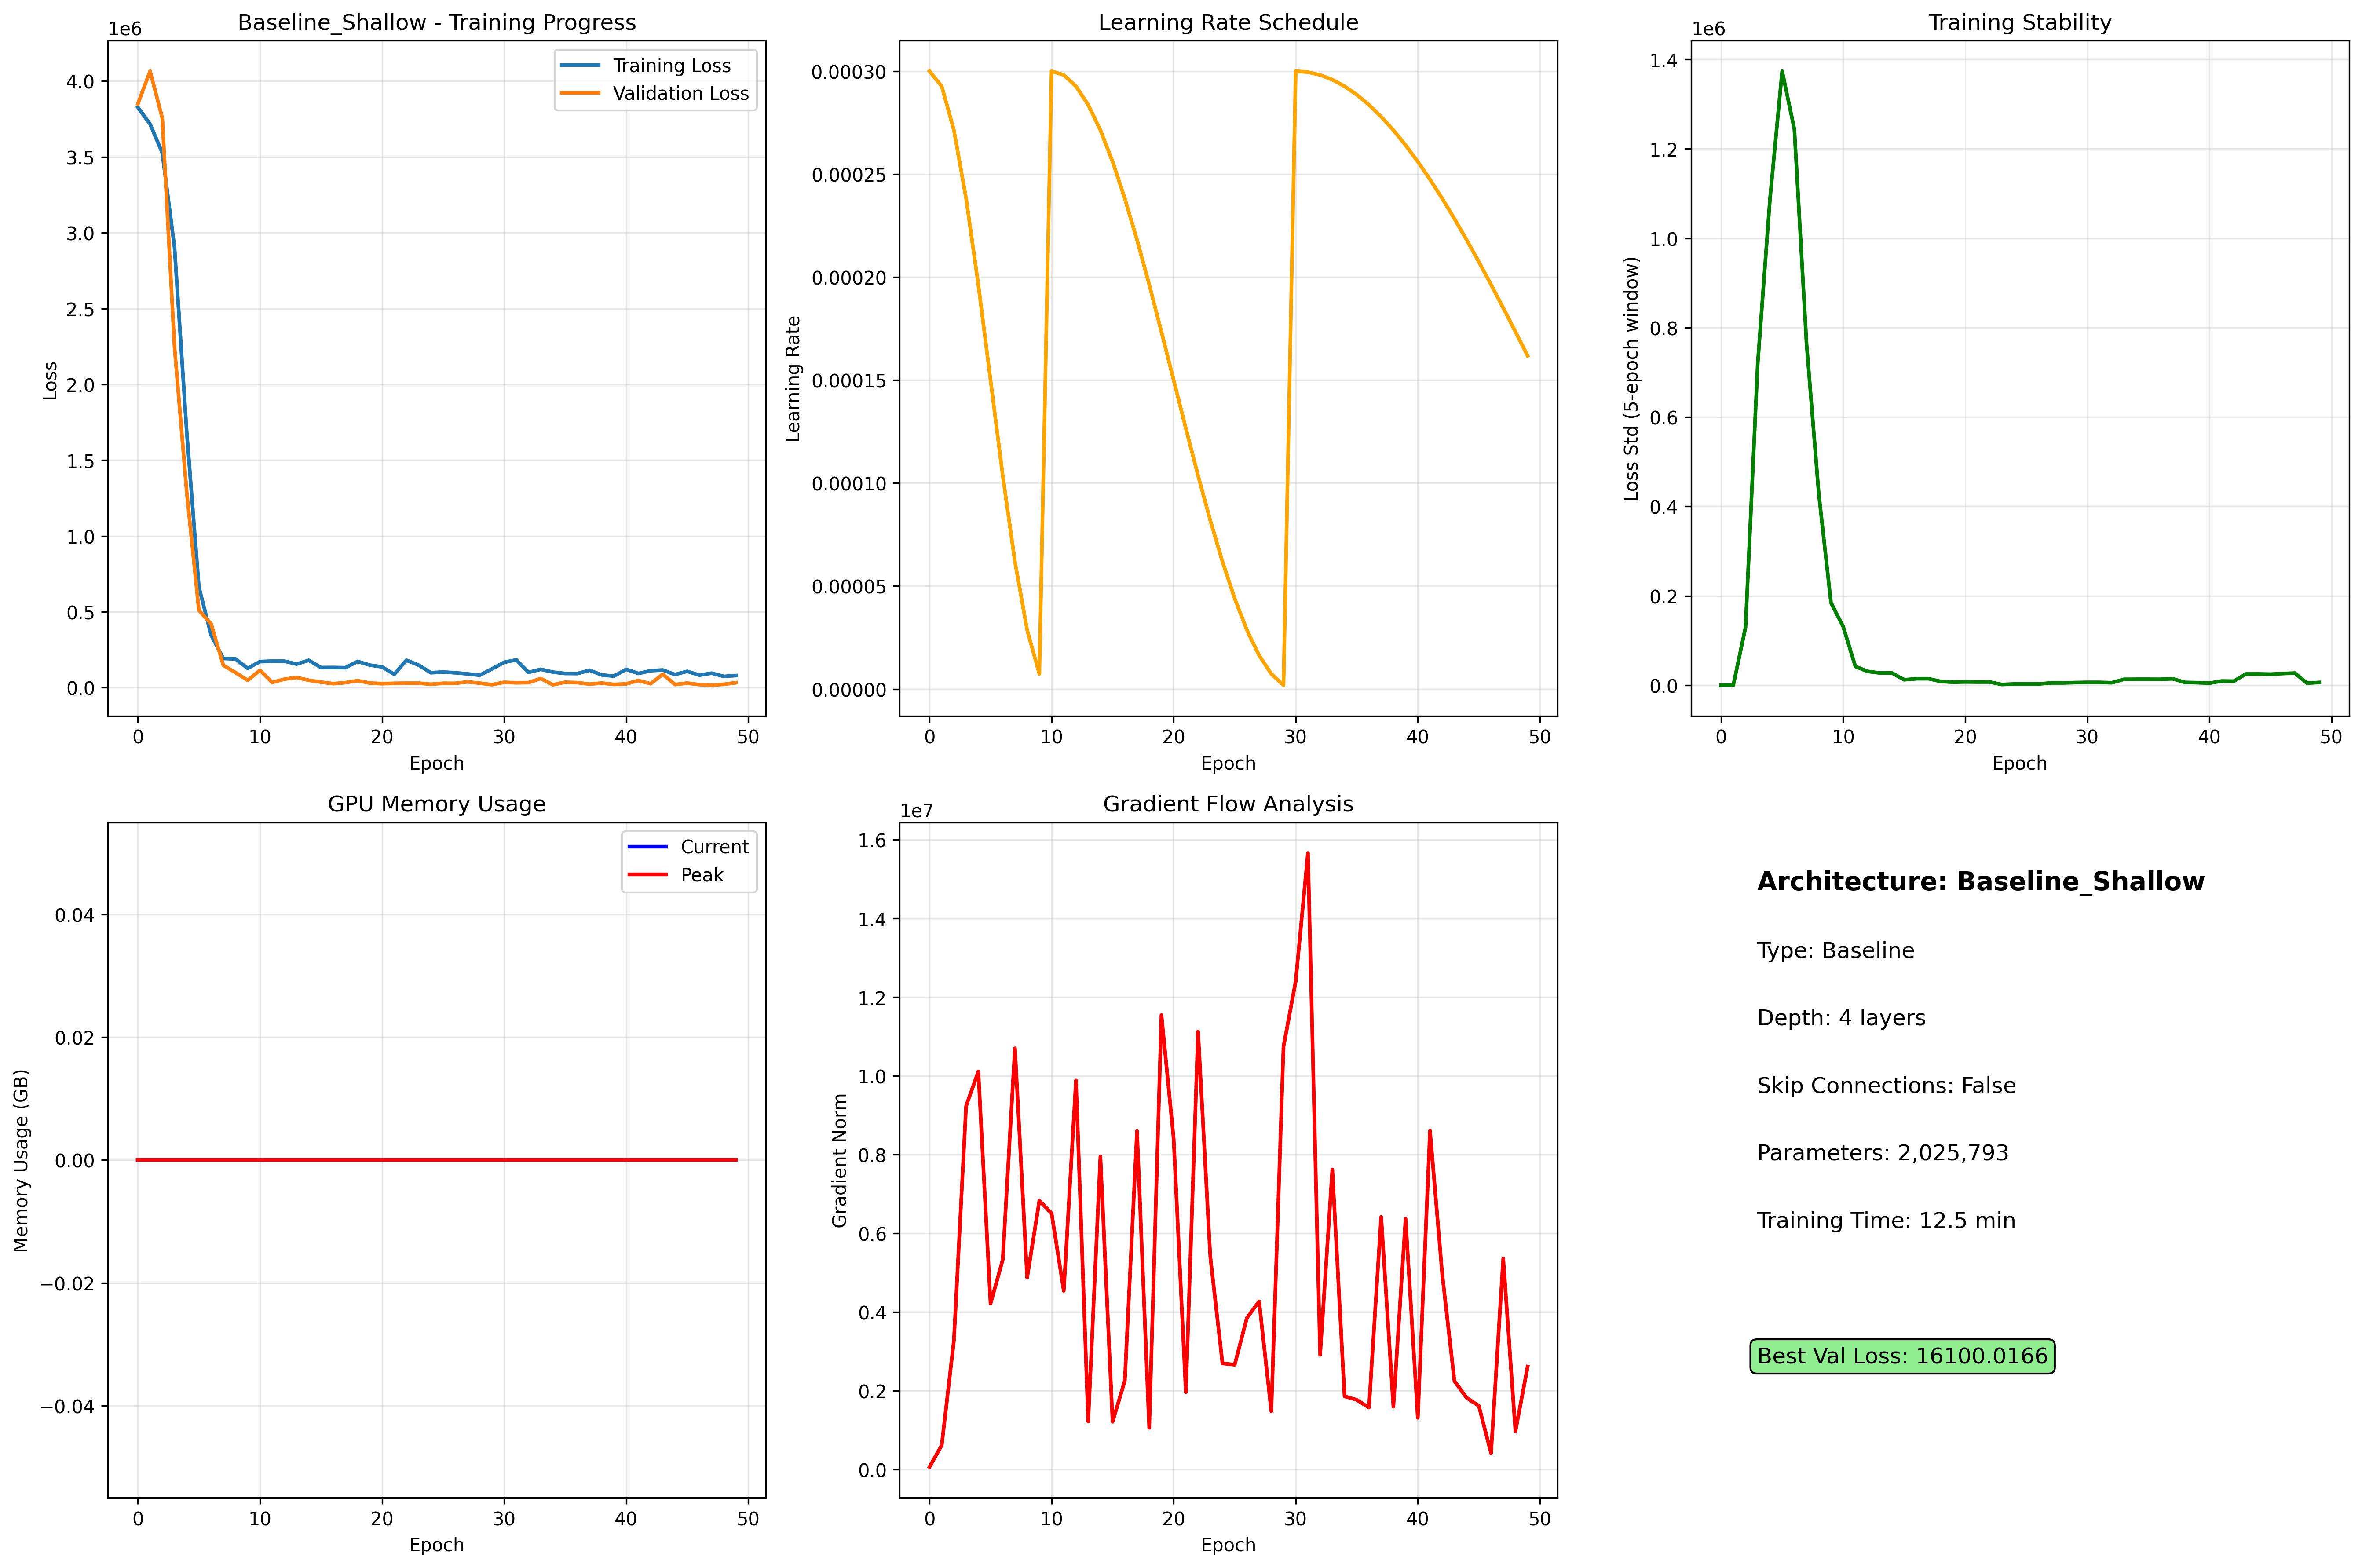 Baseline_Shallow - Training Progress
1e6
Training Loss
Validation Loss
4.0
3.5
3.0
2.5
2.0
1.5
1.0
0.5
0.0
Loss
0 10 20 30 40 50
Epoch
Learning Rate Schedule
0.00030
0.00025
0.00020
0.00015
0.00010
0.00005
0.00000
Learning Rate
0 10 20 30 40 50
Epoch
Training Stability
1e6
1.4
1.2
1.0
0.8
0.6
0.4
0.2
0.0
Loss Std (5-epoch window)
0 10 20 30 40 50
Epoch
GPU Memory Usage
Current
Peak
0.04
0.02
0.00
−0.02
−0.04
Memory Usage (GB)
0 10 20 30 40 50
Epoch
Gradient Flow Analysis
1e7
1.6
1.4
1.2
1.0
0.8
0.6
0.4
0.2
0.0
Gradient Norm
0 10 20 30 40 50
Epoch
Architecture: Baseline_Shallow
Type: Baseline
Depth: 4 layers
Skip Connections: False
Parameters: 2,025,793
Training Time: 12.5 min
Best Val Loss: 16100.0166